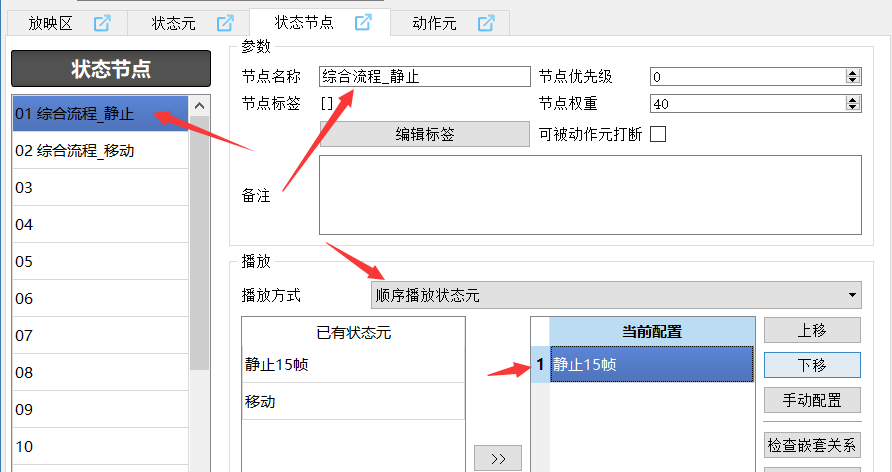 放映区 状态元 状态节点 动作元
状态节点
01 综合流程_静止
02 综合流程_移动
03
04
05
06
07
08
09
10
参数
节点名称 综合流程_静止 节点优先级 0
节点标签 [] 节点权重 40
编辑标签 可被动作元打断
备注
播放
播放方式 顺序播放状态元
已有状态元
静止15帧
移动
>>
当前配置
1 静止15帧
上移
下移
手动配置
检查嵌套关系